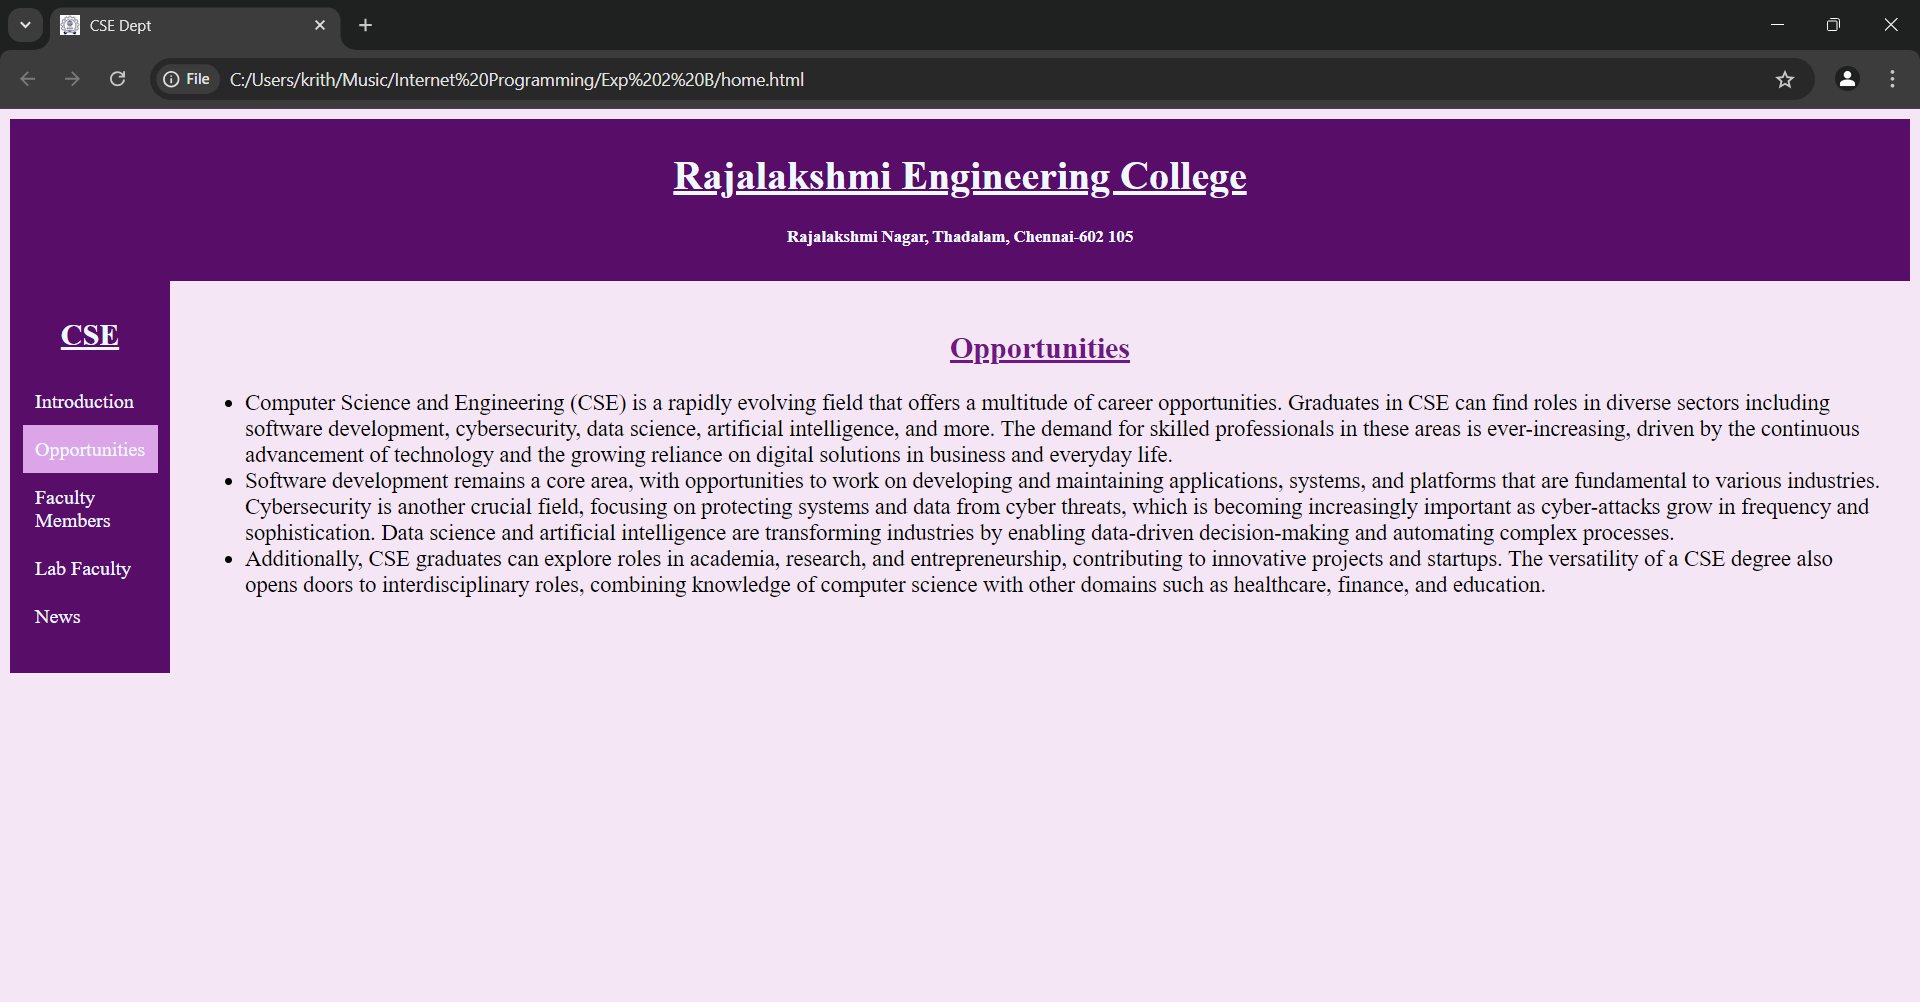 CSE Dept
File
C:/Users/krith/Music/Internet%20Programming/Exp%202%20B/home.html
Rajalakshmi Engineering College
Rajalakshmi Nagar, Thadalam, Chennai-602 105
CSE
Introduction
Opportunities
Faculty
Members
Lab Faculty
News
Opportunities
• Computer Science and Engineering (CSE) is a rapidly evolving field that offers a multitude of career opportunities. Graduates in CSE can find roles in diverse sectors including
software development, cybersecurity, data science, artificial intelligence, and more. The demand for skilled professionals in these areas is ever-increasing, driven by the continuous
advancement of technology and the growing reliance on digital solutions in business and everyday life.
• Software development remains a core area, with opportunities to work on developing and maintaining applications, systems, and platforms that are fundamental to various industries.
Cybersecurity is another crucial field, focusing on protecting systems and data from cyber threats, which is becoming increasingly important as cyber-attacks grow in frequency and
sophistication. Data science and artificial intelligence are transforming industries by enabling data-driven decision-making and automating complex processes.
• Additionally, CSE graduates can explore roles in academia, research, and entrepreneurship, contributing to innovative projects and startups. The versatility of a CSE degree also
opens doors to interdisciplinary roles, combining knowledge of computer science with other domains such as healthcare, finance, and education.